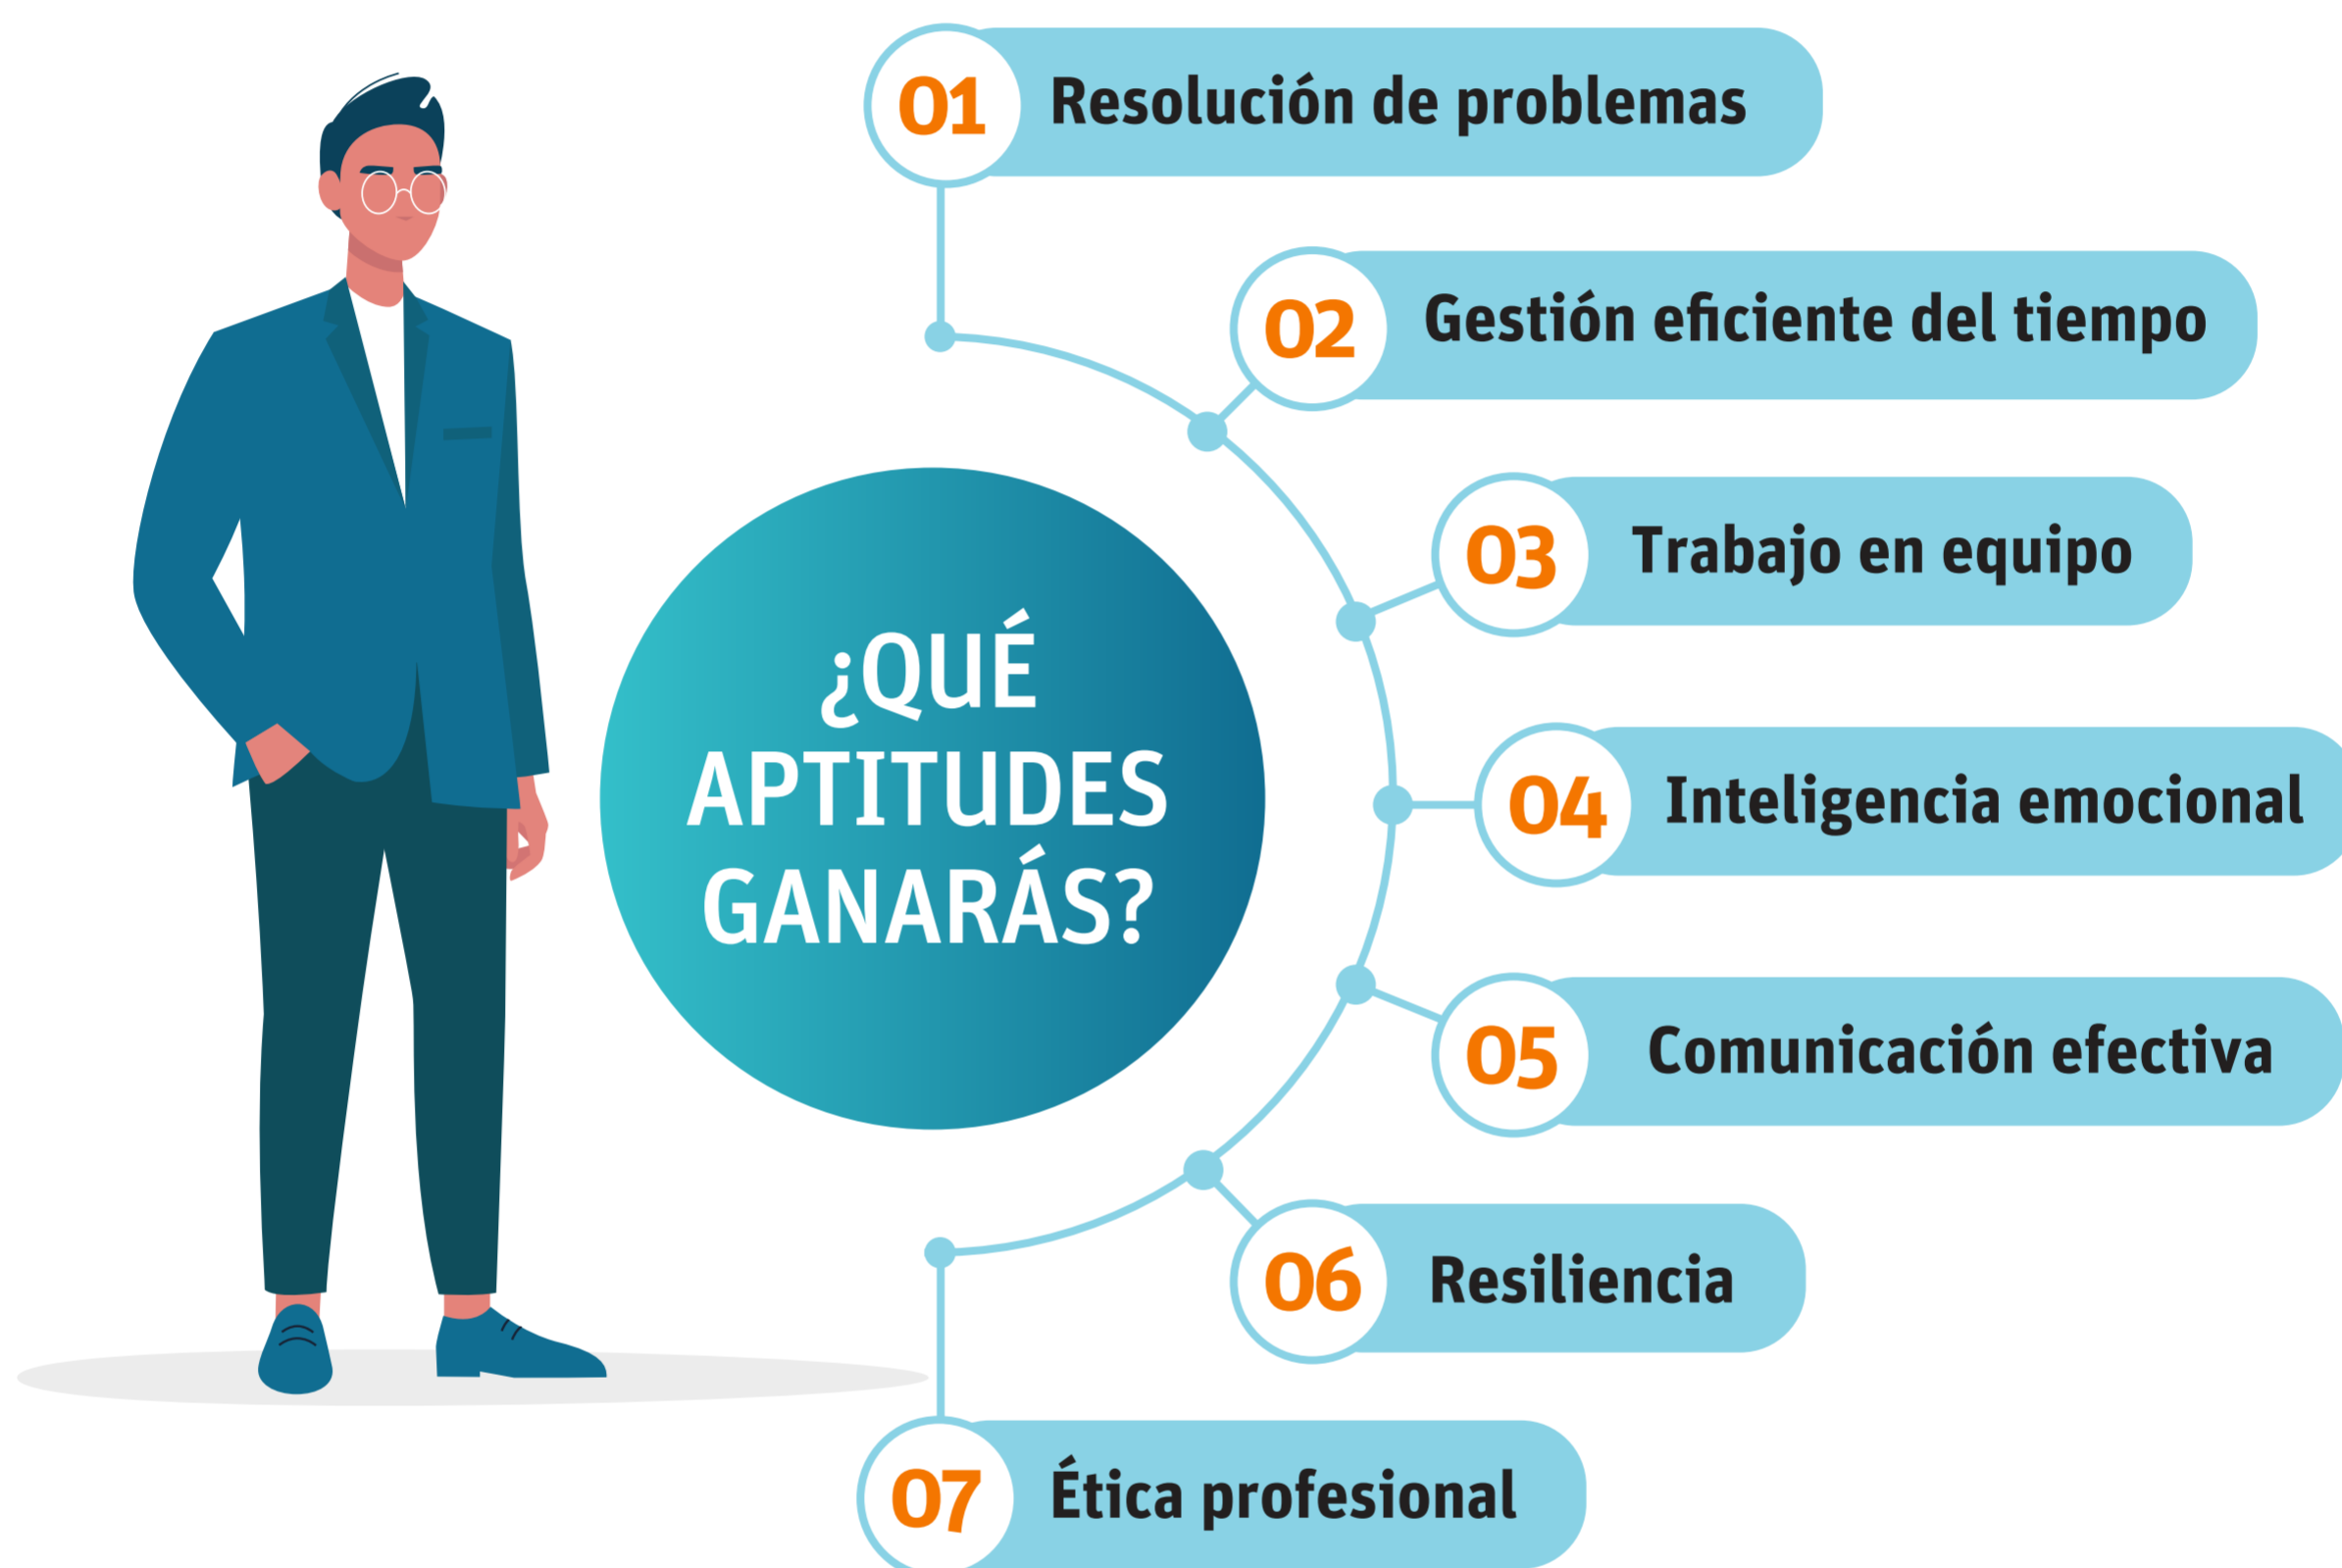 01 Resolución de problemas
02 Gestión eficiente del tiempo
03 Trabajo en equipo
¿QUÉ
APTITUDES
GANARÁS?
04 Inteligencia emocional
05 Comunicación efectiva
06 Resiliencia
07 Ética profesional